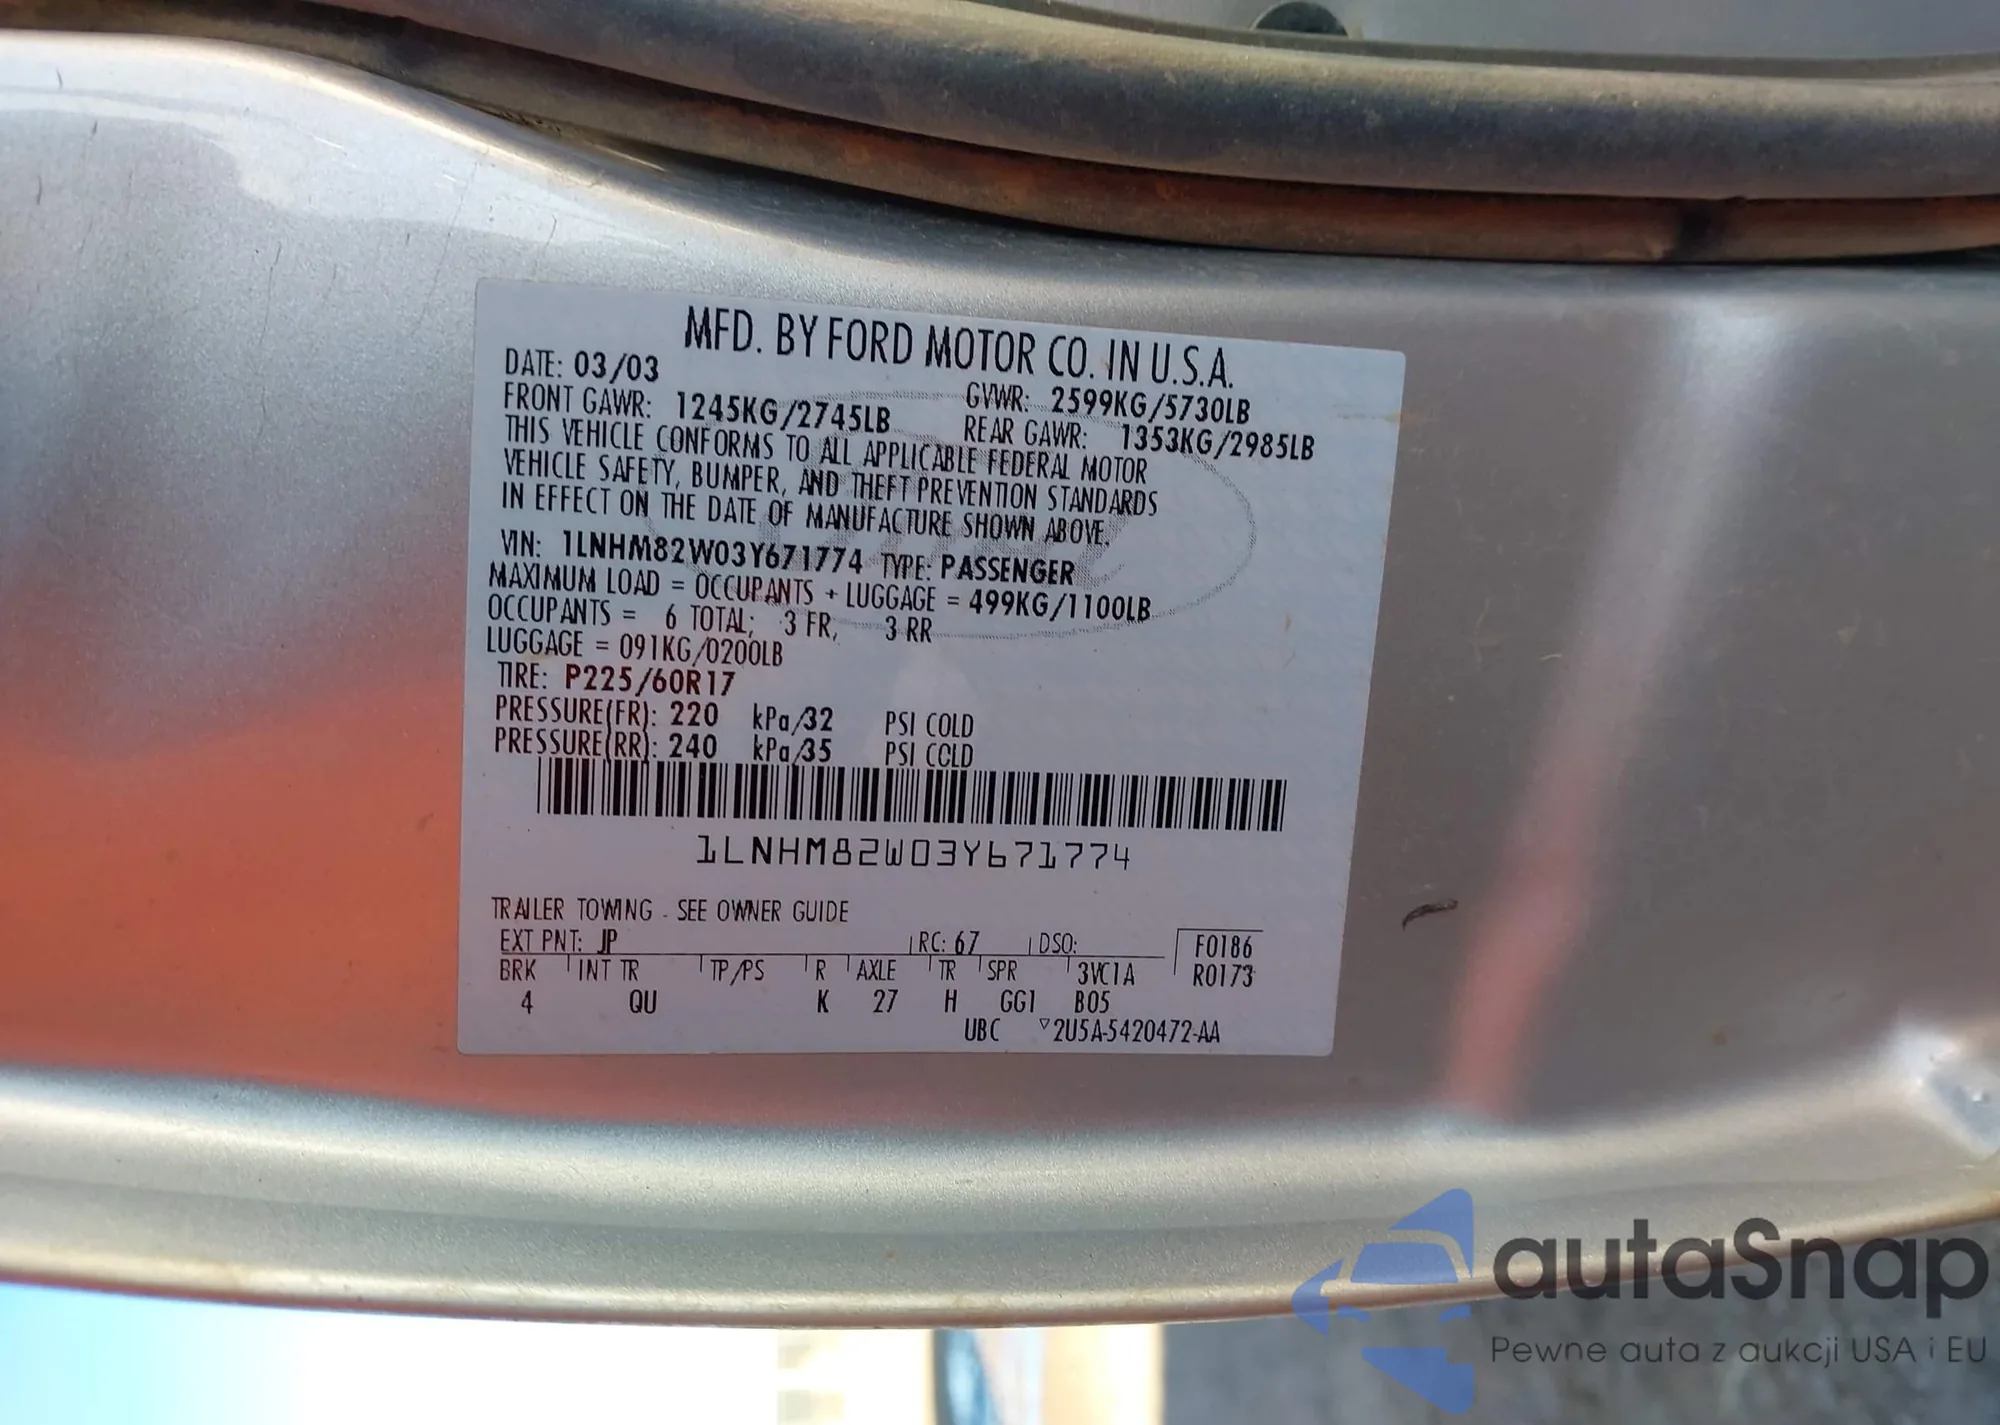 MFD. BY FORD MOTOR CO. IN U.S.A.
DATE: 03/03 GVWR: 2599KG/5730LB
FRONT GAWR: 1245KG/2745LB REAR GAWR: 1353KG/2985LB
THIS VEHICLE CONFORMS TO ALL APPLICABLE FEDERAL MOTOR
VEHICLE SAFETY, BUMPER, AND THEFT PREVENTION STANDARDS
IN EFFECT ON THE DATE OF MANUFACTURE SHOWN ABOVE.
VIN: 1LNHM82W03Y671774 TYPE: PASSENGER
MAXIMUM LOAD = OCCUPANTS + LUGGAGE = 499KG/1100LB
OCCUPANTS = 6 TOTAL; 3 FR, 3 RR
LUGGAGE = 091KG/0200LB
TIRE: P225/60R17
PRESSURE(FR): 220 kPa/32 PSI COLD
PRESSURE(RR): 240 kPa/35 PSI COLD
1LNHM82W03Y671774
TRAILER TOWING - SEE OWNER GUIDE
EXT PNT: JP RC: 67 DSO: F0186
BRK INT TR TP/PS R AXLE TR SPR 3VC1A R0173
4 QU K 27 H GG1 B05
UBC ▽2U5A-5420472-AA
autaSnap
Pewne auta z aukcji USA i EU